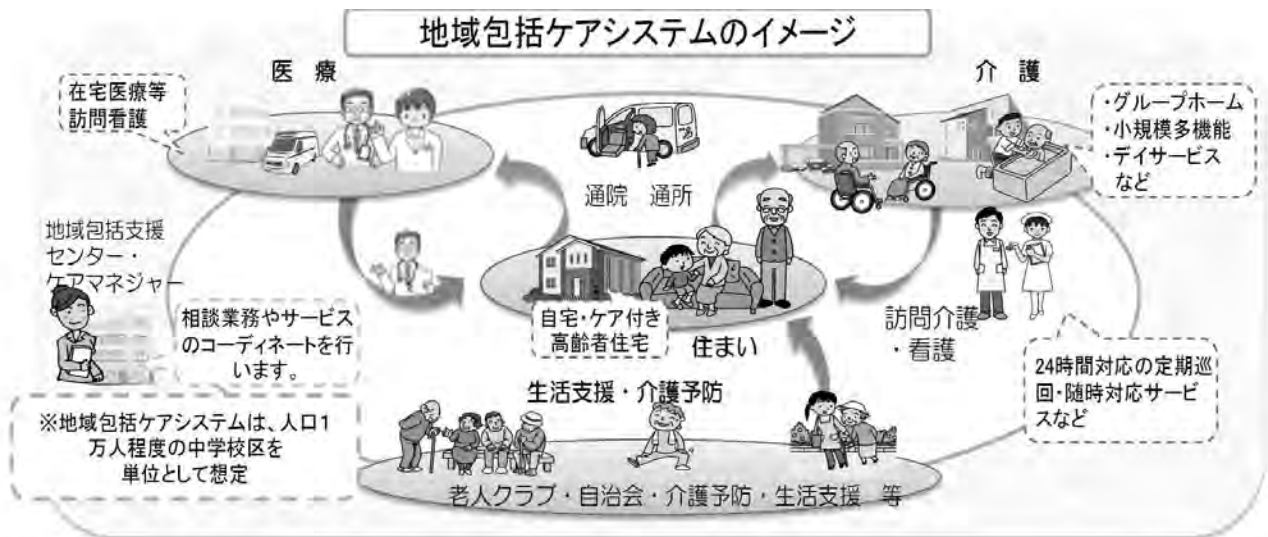 地域包括ケアシステムのイメージ
医 療
介 護
在宅医療等
訪問看護
・グループホーム
・小規模多機能
・デイサービス
など
通院 通所
地域包括支援
センター・
ケアマネジャー
相談業務やサービス
のコーディネートを行
います。
自宅・ケア付き
高齢者住宅
住まい
訪問介護
・看護
24時間対応の定期巡
回・随時対応サービ
スなど
生活支援・介護予防
※地域包括ケアシステムは、人口1
万人程度の中学校区を
単位として想定
老人クラブ・自治会・介護予防・生活支援 等